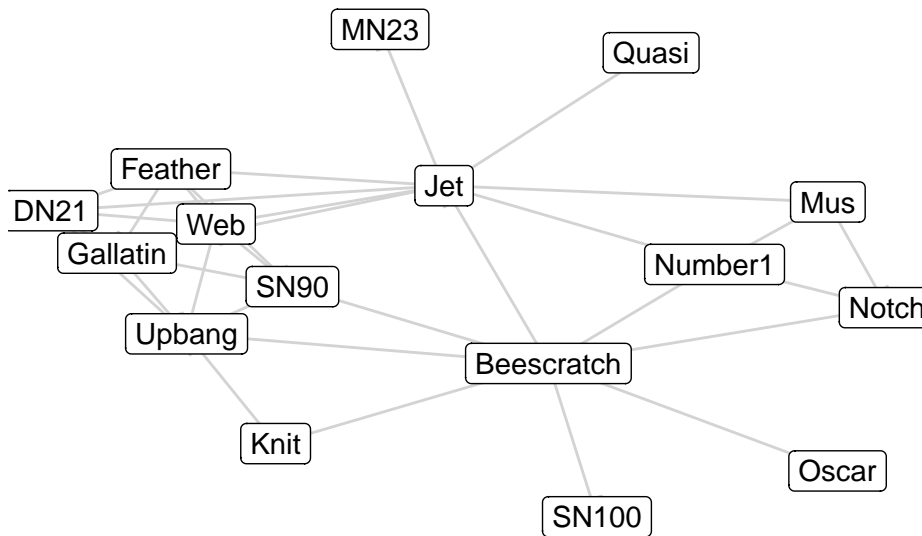 MN23
Quasi
Feather
Jet
DN21
Web
Mus
Gallatin
Number1
SN90
Notch
Upbang
Beescratch
Knit
Oscar
SN100